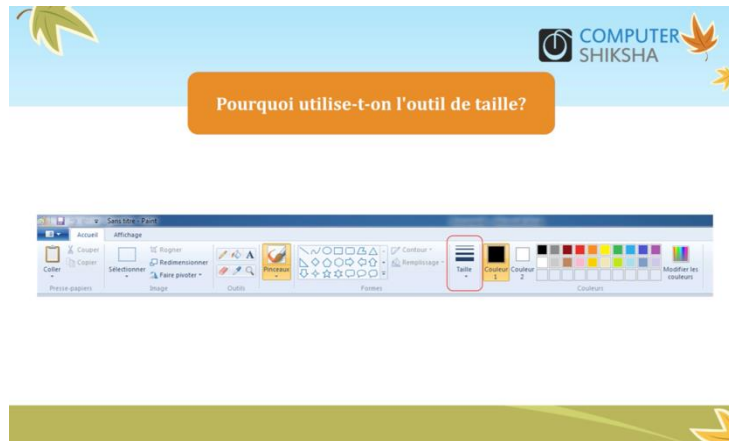 COMPUTER
SHIKSHA
Pourquoi utilise-t-on l'outil de taille?
Sans titre - Paint
Accueil Affichage
Coller
Couper
Copier
Presse-papiers
Sélectionner
Rogner
Redimensionner
Faire pivoter
Image
A
Outils
Pinceaux
Contour
Remplissage
Formes
Taille
Couleur 1
Couleur 2
Modifier les couleurs
Couleurs